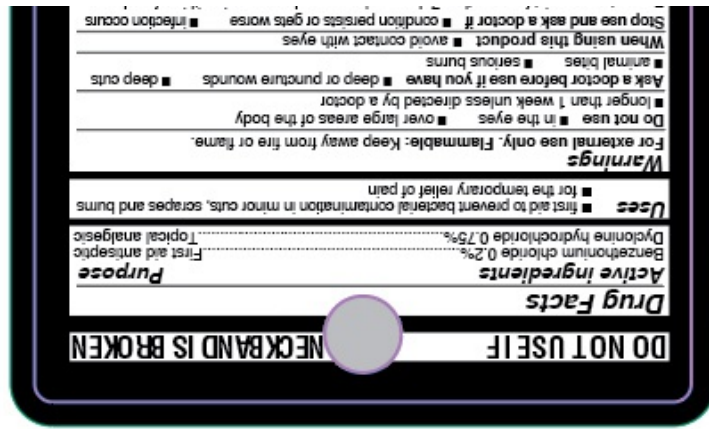 DO NOT USE IF NECKBAND IS BROKEN
Drug Facts
Active ingredients Purpose
Benzethonium chloride 0.2%..........................................First aid antiseptic
Dyclonine hydrochloride 0.75%..........................................Topical analgesic
Uses ■ first aid to prevent bacterial contamination in minor cuts, scrapes and burns
■ for the temporary relief of pain
Warnings
For external use only. Flammable: Keep away from fire or flame.
Do not use ■ in the eyes ■ over large areas of the body
■ longer than 1 week unless directed by a doctor
Ask a doctor before use if you have ■ deep or puncture wounds ■ deep cuts
■ animal bites ■ serious burns
When using this product ■ avoid contact with eyes
Stop use and ask a doctor if ■ condition persists or gets worse ■ infection occurs